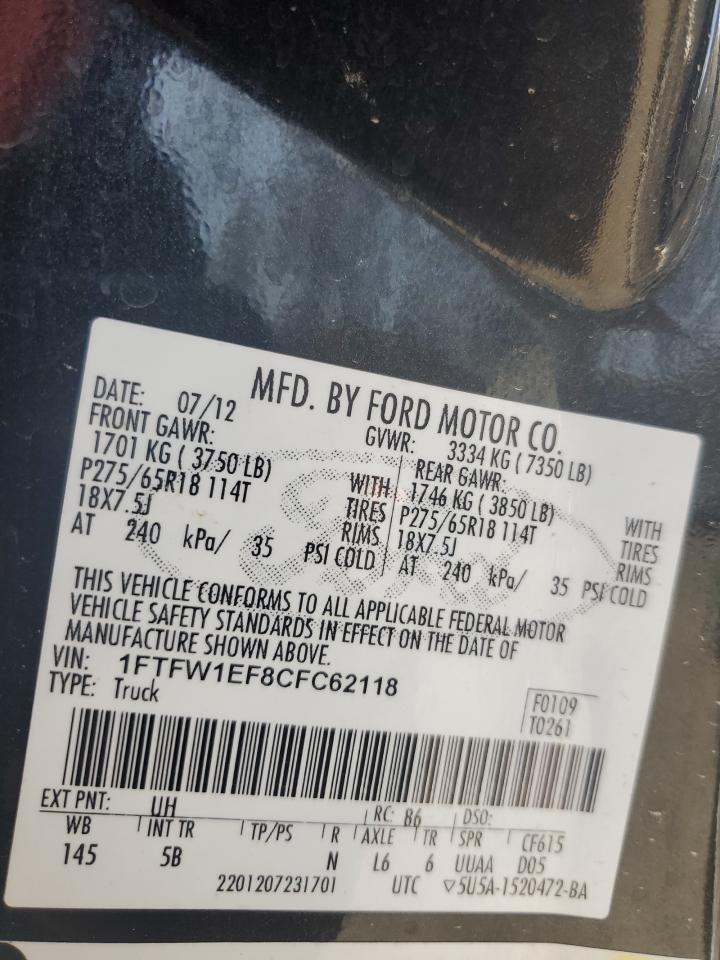 MFD. BY FORD MOTOR CO.
DATE: 07/12 GVWR: 3334 KG ( 7350 LB)
FRONT GAWR: REAR GAWR:
1701 KG ( 3750 LB) WITH 1746 KG ( 3850 LB) WITH
P275/65R18 114T TIRES P275/65R18 114T TIRES
18X7.5J RIMS 18X7.5J RIMS
AT 240 kPa/ 35 PSI COLD AT 240 kPa/ 35 PSI COLD
THIS VEHICLE CONFORMS TO ALL APPLICABLE FEDERAL MOTOR
VEHICLE SAFETY STANDARDS IN EFFECT ON THE DATE OF
MANUFACTURE SHOWN ABOVE.
VIN: 1FTFW1EF8CFC62118
TYPE: Truck
F0109
T0261
EXT PNT: UH RC: B6 DSO:
WB INT TR TP/PS R AXLE TR SPR CF615
145 5B N L6 6 UUAA D05
2201207231701 UTC ▽5U5A-1520472-BA
Ford